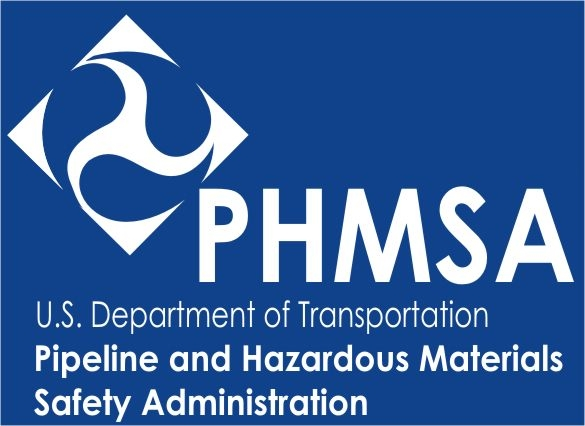 PHMSA
U.S. Department of Transportation
Pipeline and Hazardous Materials
Safety Administration